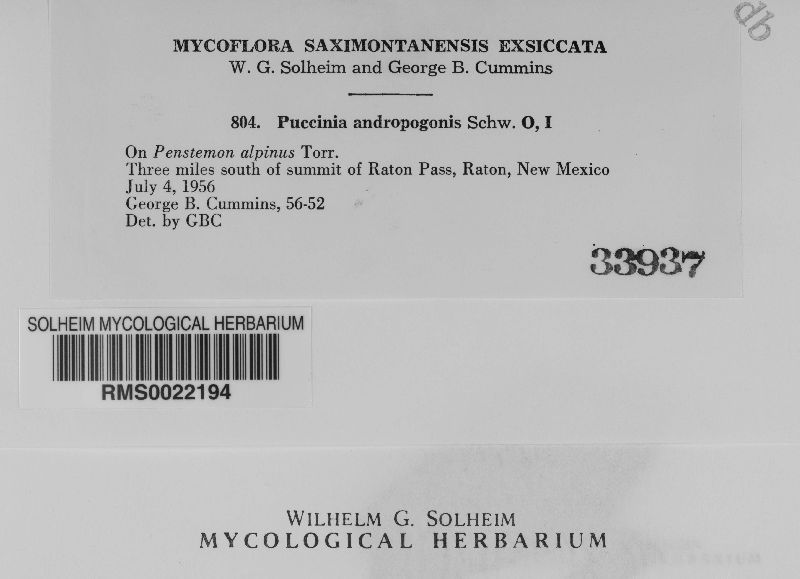 db
MYCOFLORA SAXIMONTANENSIS EXSICCATA
W. G. Solheim and George B. Cummins
804. Puccinia andropogonis Schw. O, I
On Penstemon alpinus Torr.
Three miles south of summit of Raton Pass, Raton, New Mexico
July 4, 1956
George B. Cummins, 56-52
Det. by GBC
33937
SOLHEIM MYCOLOGICAL HERBARIUM
RMS0022194
WILHELM G. SOLHEIM
MYCOLOGICAL HERBARIUM